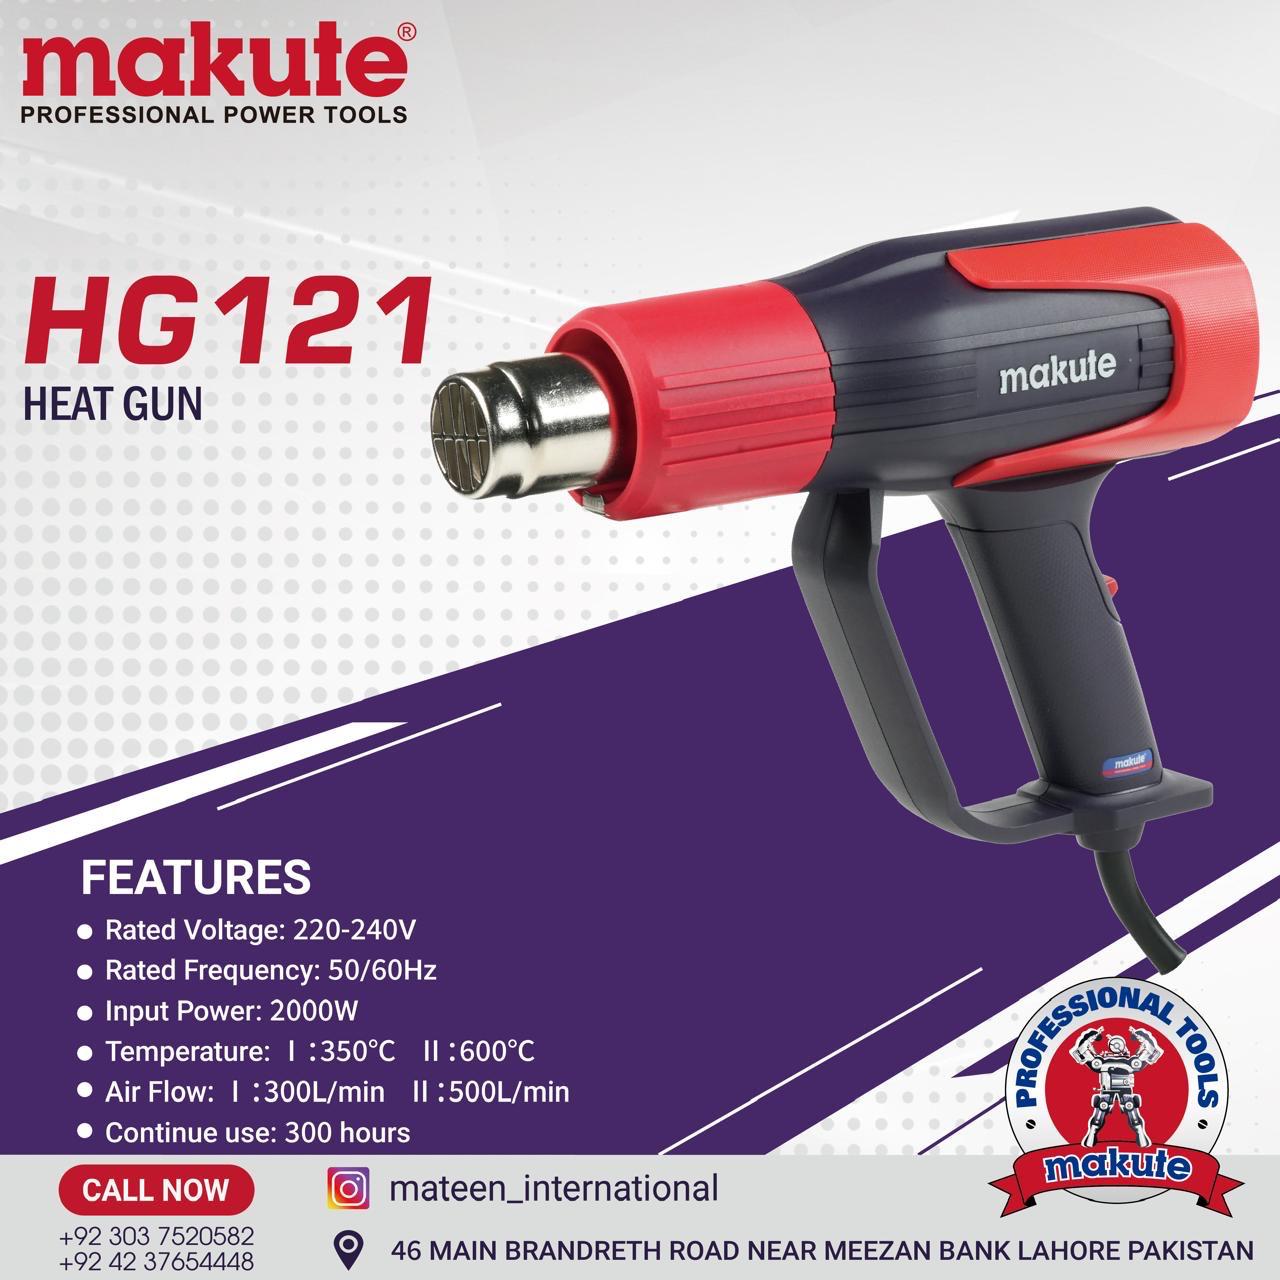 makute®
PROFESSIONAL POWER TOOLS
HG121
HEAT GUN
makute
makute
FEATURES
Rated Voltage: 220-240V
Rated Frequency: 50/60Hz
Input Power: 2000W
Temperature: I :350℃ II :600℃
Air Flow: I :300L/min II :500L/min
Continue use: 300 hours
PROFESSIONAL TOOLS
makute
CALL NOW
+92 303 7520582
+92 42 37654448
mateen_international
46 MAIN BRANDRETH ROAD NEAR MEEZAN BANK LAHORE PAKISTAN